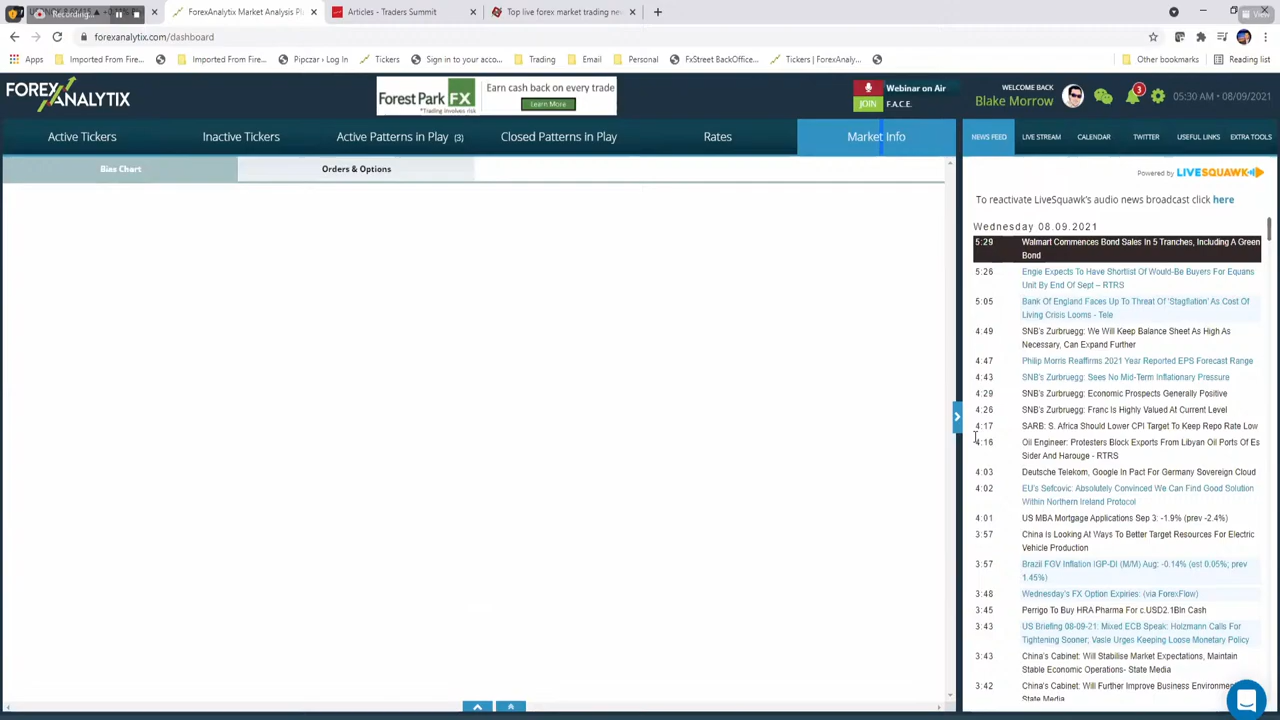 Recording...
ForexAnalytix Market Analysis Pl
Articles - Traders Summit
Top live forex market trading new
View
forexanalytix.com/dashboard
Apps
Imported From Fire...
Imported From Fire...
Pipczar | Log In
Tickers
Sign in to your acco...
Trading
Email
Personal
FxStreet BackOffice...
Tickers | ForexAnaly...
Other bookmarks
Reading list
FOREX ANALYTIX
ForestPark FX
*Trading involves risk.
Earn cash back on every trade
Learn More
Webinar on Air
JOIN F.A.C.E.
WELCOME BACK
Blake Morrow
3
05:30 AM - 08/09/2021
Active Tickers
Inactive Tickers
Active Patterns in Play (3)
Closed Patterns in Play
Rates
Market Info
NEWS FEED
LIVE STREAM
CALENDAR
TWITTER
USEFUL LINKS
EXTRA TOOLS
Bias Chart
Orders & Options
Powered by LIVESQUAWK
To reactivate LiveSquawk's audio news broadcast click here
Wednesday 08.09.2021
5:29 Walmart Commences Bond Sales In 5 Tranches, Including A Green
Bond
5:26 Engie Expects To Have Shortlist Of Would-Be Buyers For Equans
Unit By End Of Sept – RTRS
5:05 Bank Of England Faces Up To Threat Of 'Stagflation' As Cost Of
Living Crisis Looms - Tele
4:49 SNB's Zurbruegg: We Will Keep Balance Sheet As High As
Necessary, Can Expand Further
4:47 Philip Morris Reaffirms 2021 Year Reported EPS Forecast Range
4:43 SNB's Zurbruegg: Sees No Mid-Term Inflationary Pressure
4:29 SNB's Zurbruegg: Economic Prospects Generally Positive
4:26 SNB's Zurbruegg: Franc Is Highly Valued At Current Level
4:17 SARB: S. Africa Should Lower CPI Target To Keep Repo Rate Low
4:16 Oil Engineer: Protesters Block Exports From Libyan Oil Ports Of Es
Sider And Harouge - RTRS
4:03 Deutsche Telekom, Google In Pact For Germany Sovereign Cloud
4:02 EU's Sefcovic: Absolutely Convinced We Can Find Good Solution
Within Northern Ireland Protocol
4:01 US MBA Mortgage Applications Sep 3: -1.9% (prev -2.4%)
3:57 China Is Looking At Ways To Better Target Resources For Electric
Vehicle Production
3:57 Brazil FGV Inflation IGP-DI (M/M) Aug: -0.14% (est 0.05%; prev
1.45%)
3:48 Wednesday's FX Option Expiries: (via ForexFlow)
3:45 Perrigo To Buy HRA Pharma For c.USD2.1Bln Cash
3:43 US Briefing 08-09-21: Mixed ECB Speak: Holzmann Calls For
Tightening Sooner; Vasle Urges Keeping Loose Monetary Policy
3:43 China's Cabinet: Will Stabilise Market Expectations, Maintain
Stable Economic Operations- State Media
3:42 China's Cabinet: Will Further Improve Business Environmen
State Media